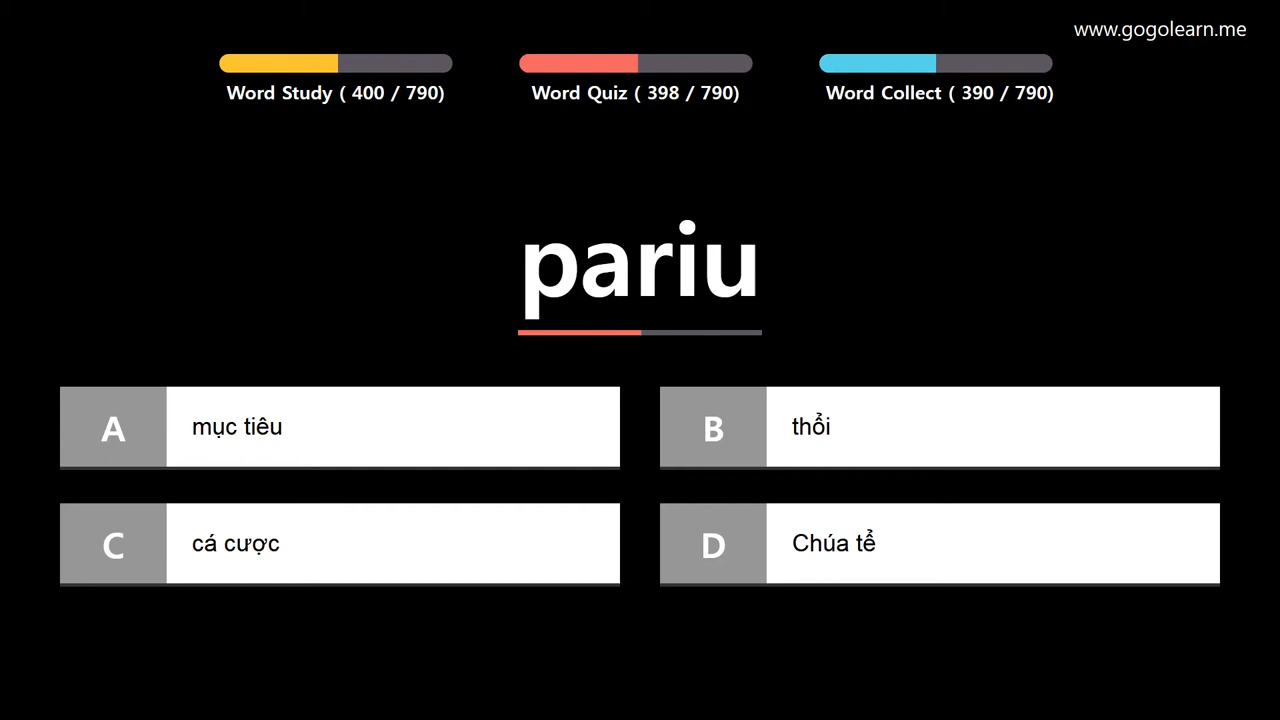 www.gogolearn.me
Word Study ( 400 / 790)
Word Quiz ( 398 / 790)
Word Collect ( 390 / 790)
pariu
A
mục tiêu
B
thổi
C
cá cược
D
Chúa tể